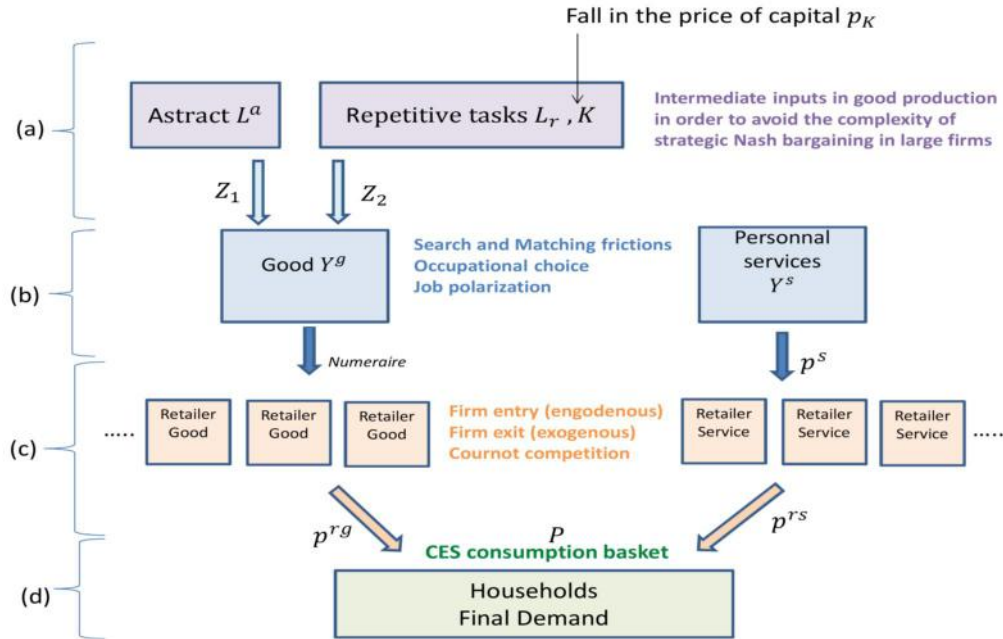 Fall in the price of capital p_K
(a)
Astract L^a
Repetitive tasks L_r , K
Intermediate inputs in good production
in order to avoid the complexity of
strategic Nash bargaining in large firms
Z_1
Z_2
(b)
Good Y^g
Search and Matching frictions
Occupational choice
Job polarization
Personnal
services
Y^s
Numeraire
p^s
(c)
.....
Retailer
Good
Retailer
Good
Retailer
Good
Firm entry (engodenous)
Firm exit (exogenous)
Cournot competition
Retailer
Service
Retailer
Service
Retailer
Service
.....
p^{rg}
P
p^{rs}
CES consumption basket
(d)
Households
Final Demand